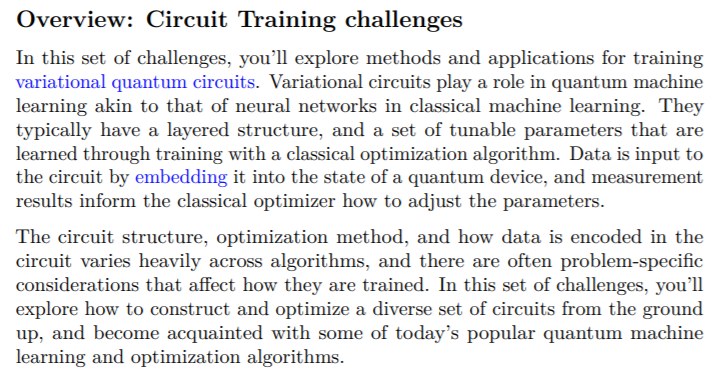 Overview: Circuit Training challenges
In this set of challenges, you'll explore methods and applications for training
variational quantum circuits. Variational circuits play a role in quantum machine
learning akin to that of neural networks in classical machine learning. They
typically have a layered structure, and a set of tunable parameters that are
learned through training with a classical optimization algorithm. Data is input to
the circuit by embedding it into the state of a quantum device, and measurement
results inform the classical optimizer how to adjust the parameters.
The circuit structure, optimization method, and how data is encoded in the
circuit varies heavily across algorithms, and there are often problem-specific
considerations that affect how they are trained. In this set of challenges, you'll
explore how to construct and optimize a diverse set of circuits from the ground
up, and become acquainted with some of today's popular quantum machine
learning and optimization algorithms.